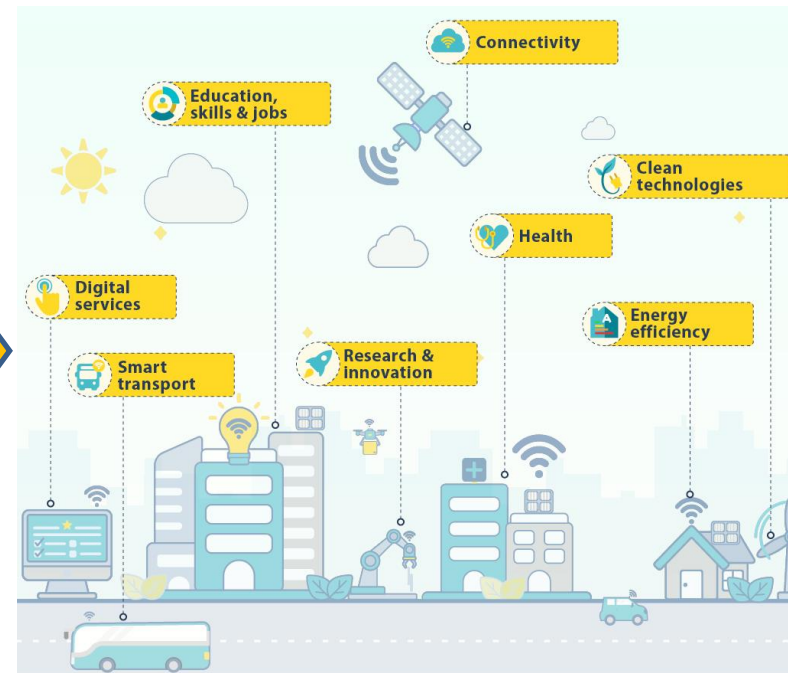 Connectivity
Education,
skills & jobs
Clean
technologies
Health
Digital
services
Energy
efficiency
Smart
transport
Research &
innovation
A